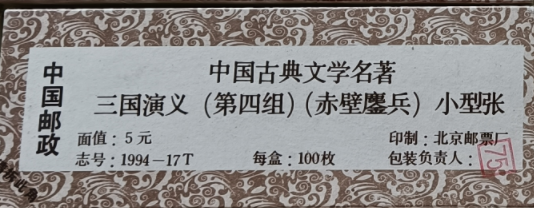 中国邮政
中国古典文学名著
三国演义（第四组）（赤壁鏖兵）小型张
面值：5元
印制：北京邮票厂
志号：1994－17T
每盒：100枚
包装负责人：
75